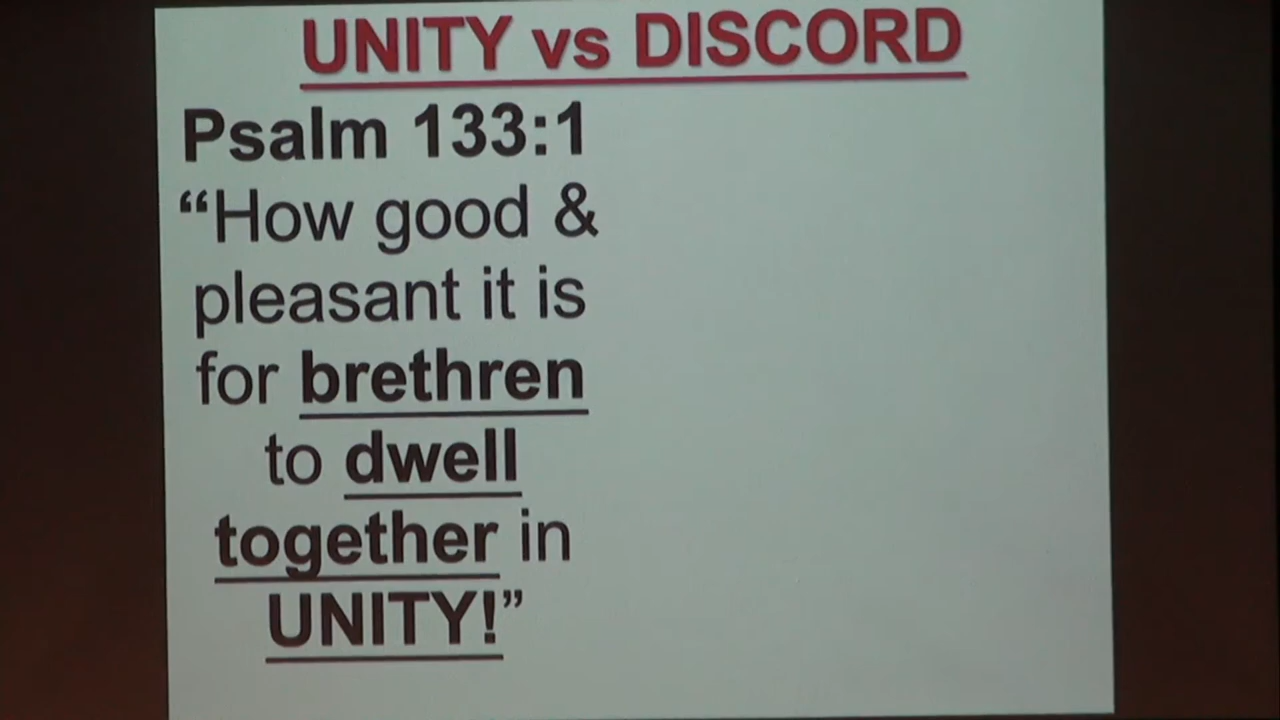 UNITY vs DISCORD
Psalm 133:1
“How good &
pleasant it is
for brethren
to dwell
together in
UNITY!”